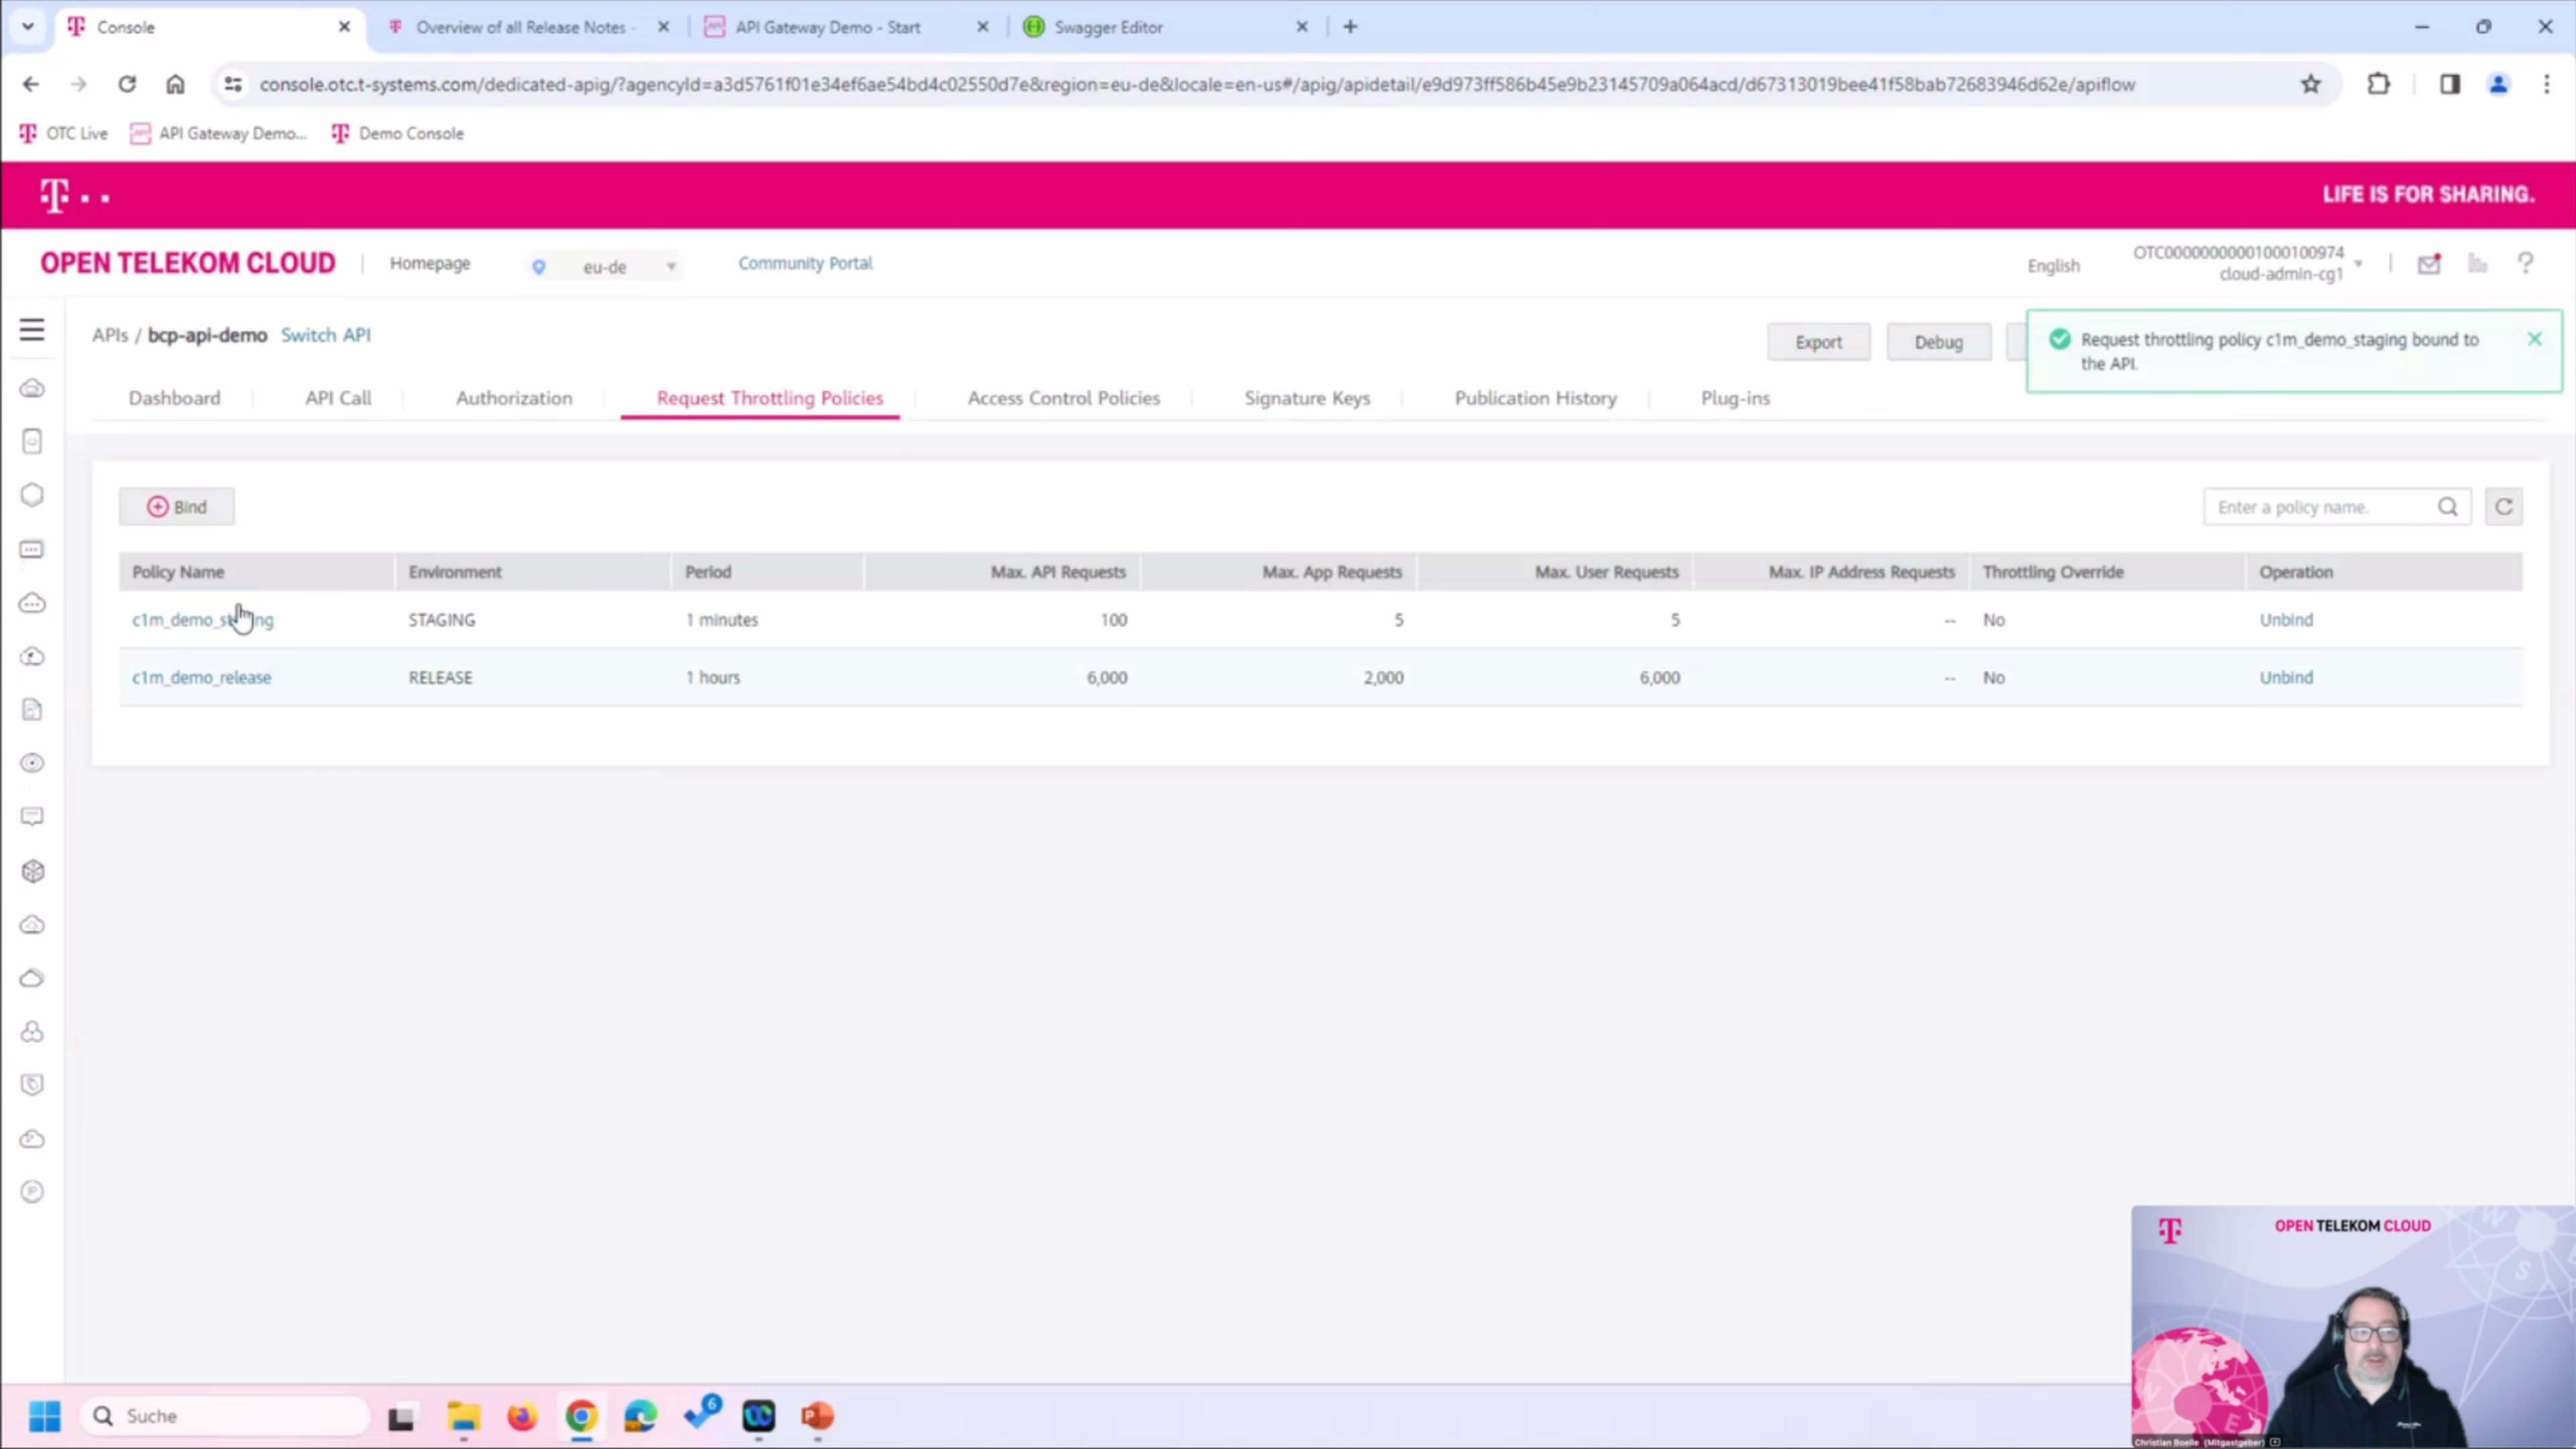 Console
Overview of all Release Notes -
API Gateway Demo - Start
Swagger Editor
console.otc.t-systems.com/dedicated-apig/?agencyId=a3d5761f01e34ef6ae54bd4c02550d7e&region=eu-de&locale=en-us#/apig/apidetail/e9d973ff586b45e9b23145709a064acd/d67313019bee41f58bab72683946d62e/apiflow
OTC Live
API Gateway Demo...
Demo Console
LIFE IS FOR SHARING.
OPEN TELEKOM CLOUD
Homepage
eu-de
Community Portal
English
OTC00000000001000100974
cloud-admin-cg1
APIs / bcp-api-demo Switch API
Export
Debug
Request throttling policy c1m_demo_staging bound to
the API.
Dashboard
API Call
Authorization
Request Throttling Policies
Access Control Policies
Signature Keys
Publication History
Plug-ins
Bind
Enter a policy name.
Policy Name Environment Period Max. API Requests Max. App Requests Max. User Requests Max. IP Address Requests Throttling Override Operation
c1m_demo_staging STAGING 1 minutes 100 5 5 -- No Unbind
c1m_demo_release RELEASE 1 hours 6,000 2,000 6,000 -- No Unbind
OPEN TELEKOM CLOUD
Suche
6
Christian Boelle (Mitgastgeber)